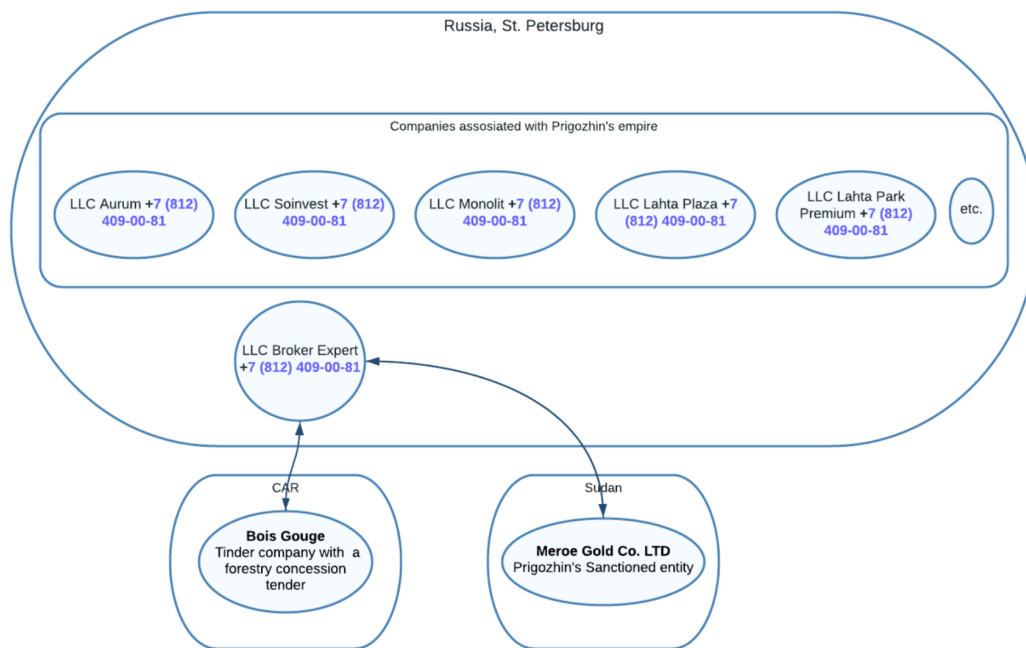 Russia, St. Petersburg
Companies assosiated with Prigozhin's empire
LLC Aurum +7 (812)
409-00-81
LLC Soinvest +7 (812)
409-00-81
LLC Monolit +7 (812)
409-00-81
LLC Lahta Plaza +7
(812) 409-00-81
LLC Lahta Park
Premium +7 (812)
409-00-81
etc.
LLC Broker Expert
+7 (812) 409-00-81
CAR
Bois Gouge
Tinder company with a
forestry concession
tender
Sudan
Meroe Gold Co. LTD
Prigozhin's Sanctioned entity